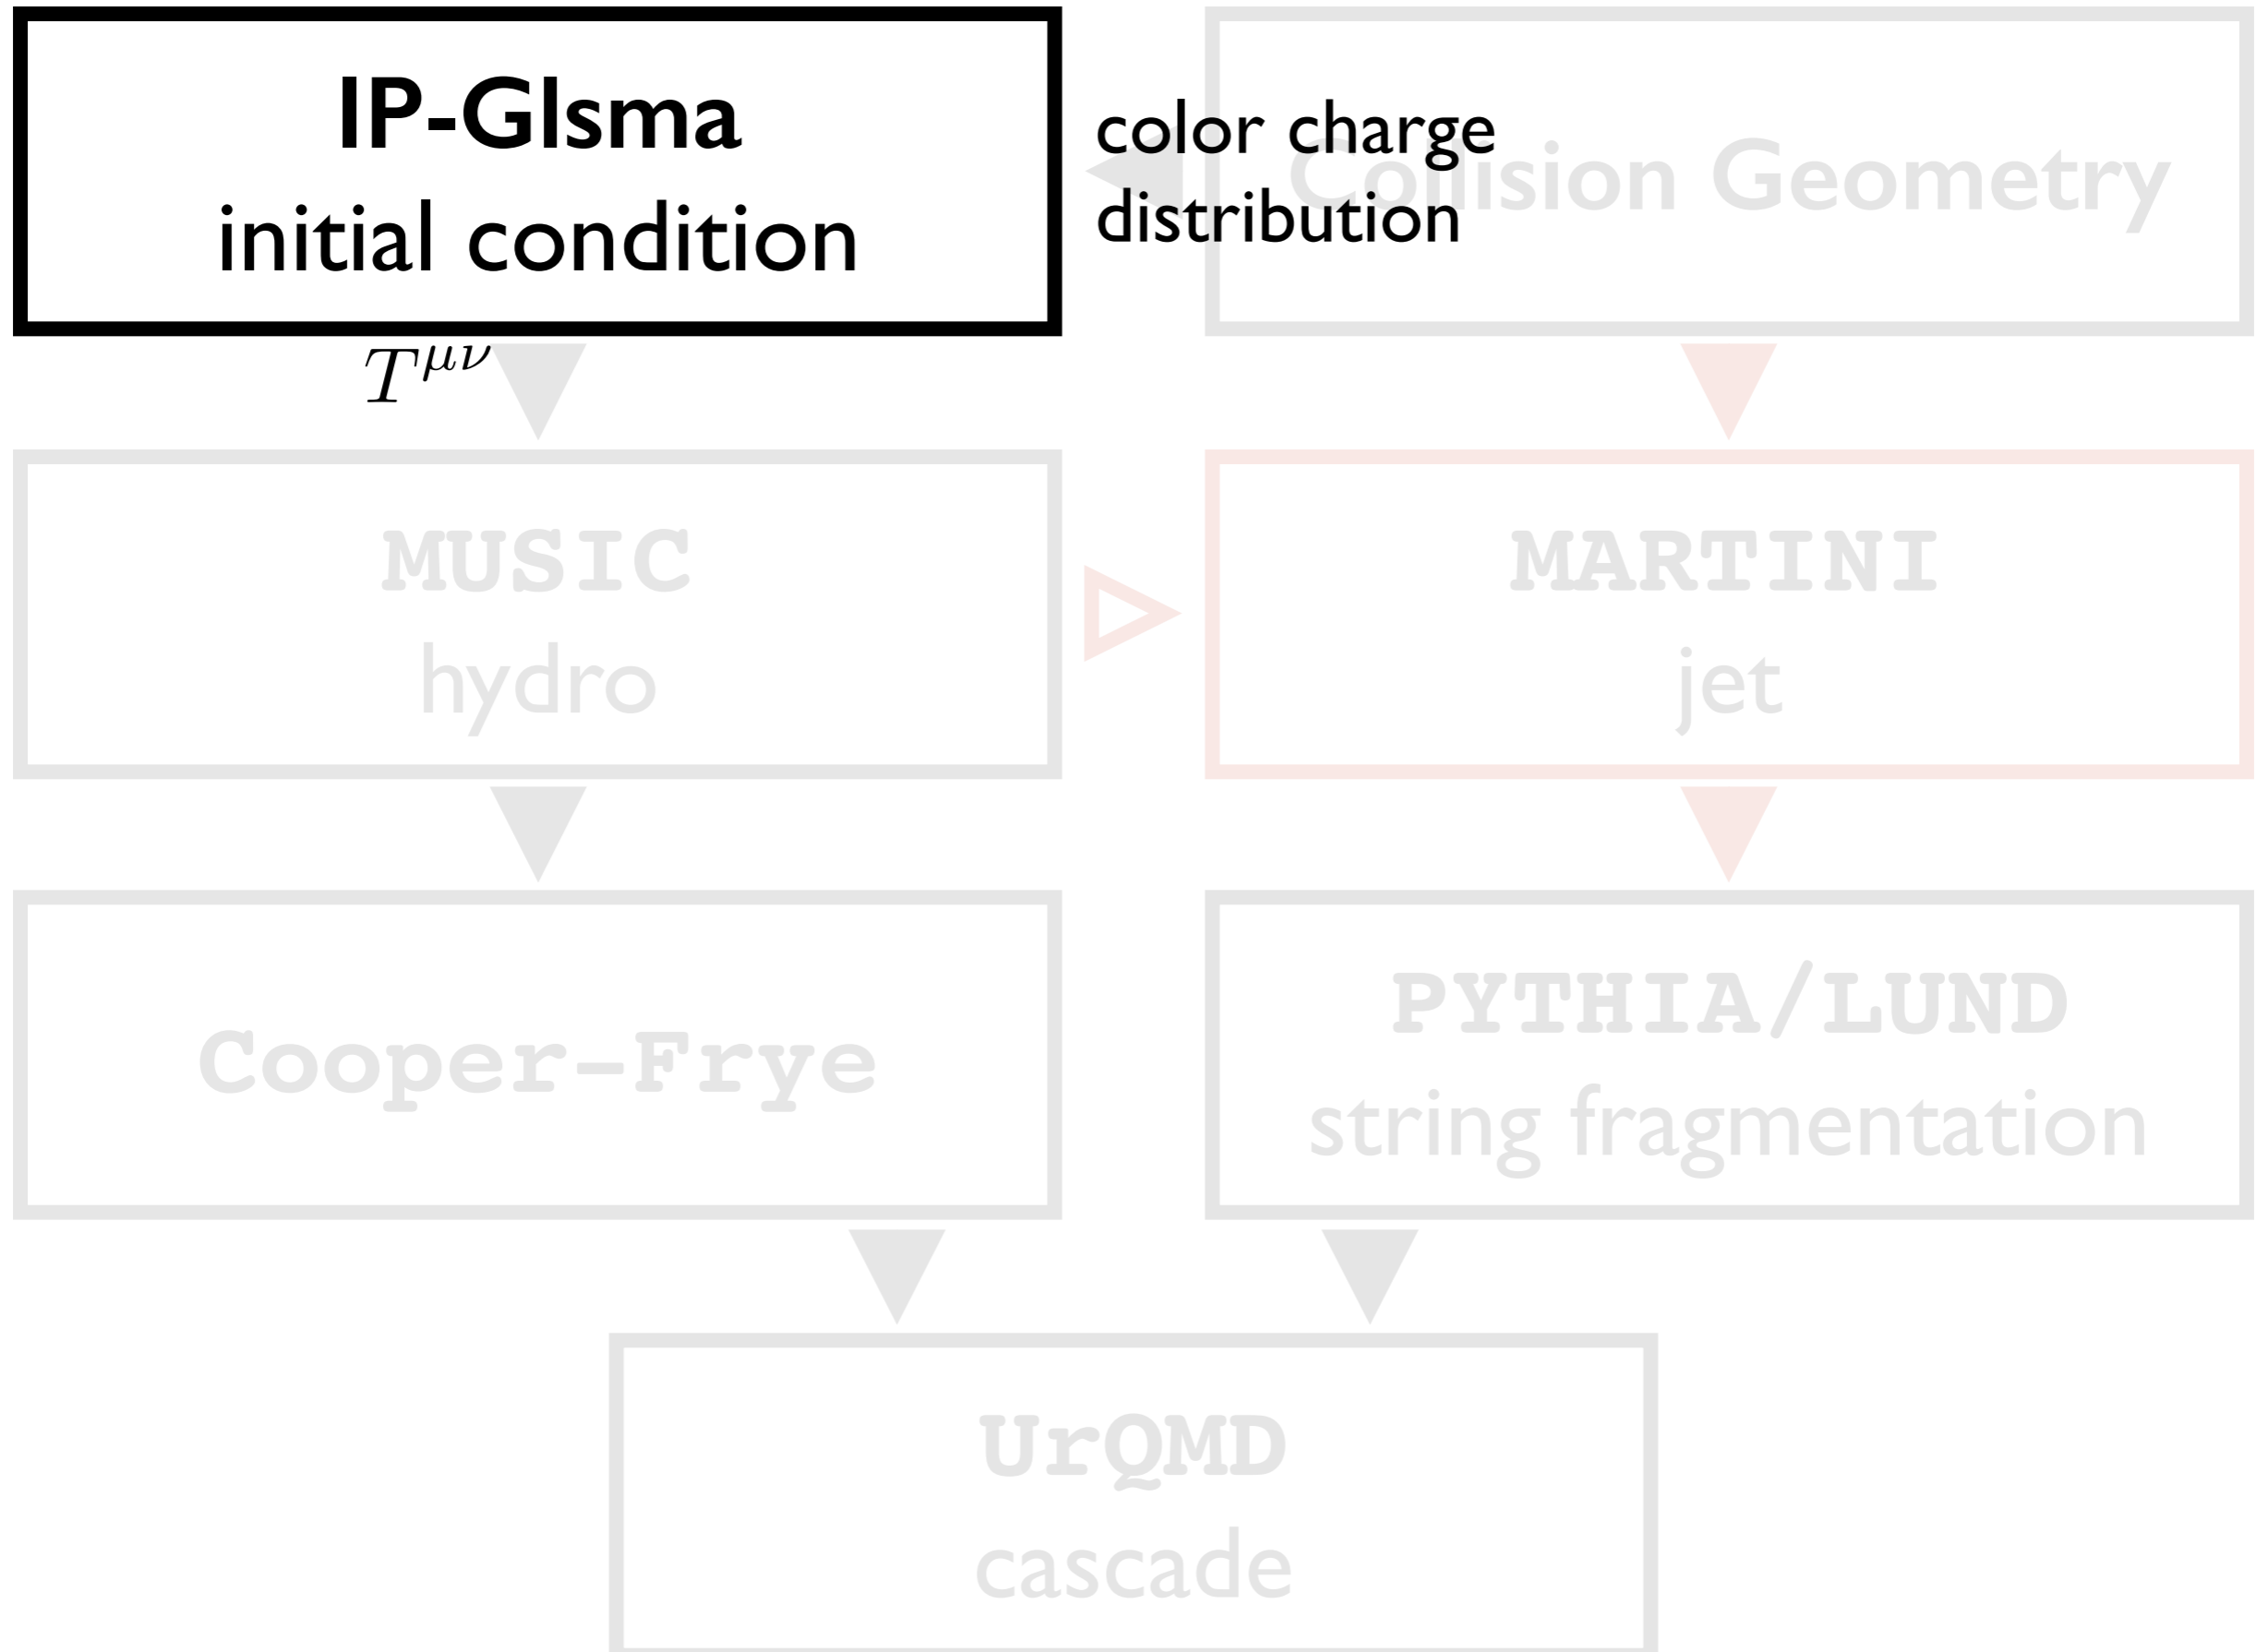 IP-Glsma
initial condition
color charge
distribution
Collision Geometry
T^{μν}
MUSIC
hydro
MARTINI
jet
Cooper-Frye
PYTHIA/LUND
string fragmentation
UrQMD
cascade